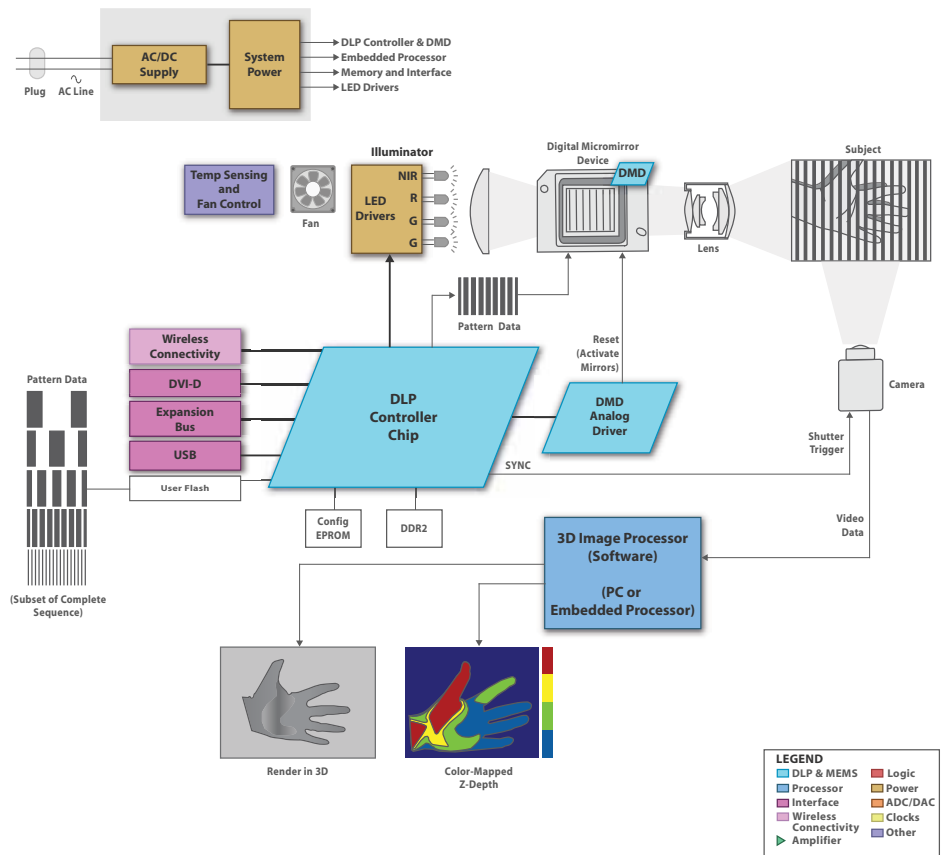 AC/DC
Supply
System
Power
DLP Controller & DMD
Embedded Processor
Memory and Interface
LED Drivers
Plug
AC Line
Illuminator
Digital Micromirror
Device
Subject
Temp Sensing
and
Fan Control
Fan
LED
Drivers
NIR
R
G
G
DMD
Lens
Pattern Data
Reset
(Activate
Mirrors)
Wireless
Connectivity
DVI-D
Expansion
Bus
USB
User Flash
Pattern Data
(Subset of Complete
Sequence)
DLP
Controller
Chip
DMD
Analog
Driver
Camera
Shutter
Trigger
SYNC
Config
EPROM
DDR2
Video
Data
3D Image Processor
(Software)
(PC or
Embedded Processor)
Render in 3D
Color-Mapped
Z-Depth
LEGEND
DLP & MEMS
Processor
Interface
Wireless
Connectivity
Amplifier
Logic
Power
ADC/DAC
Clocks
Other